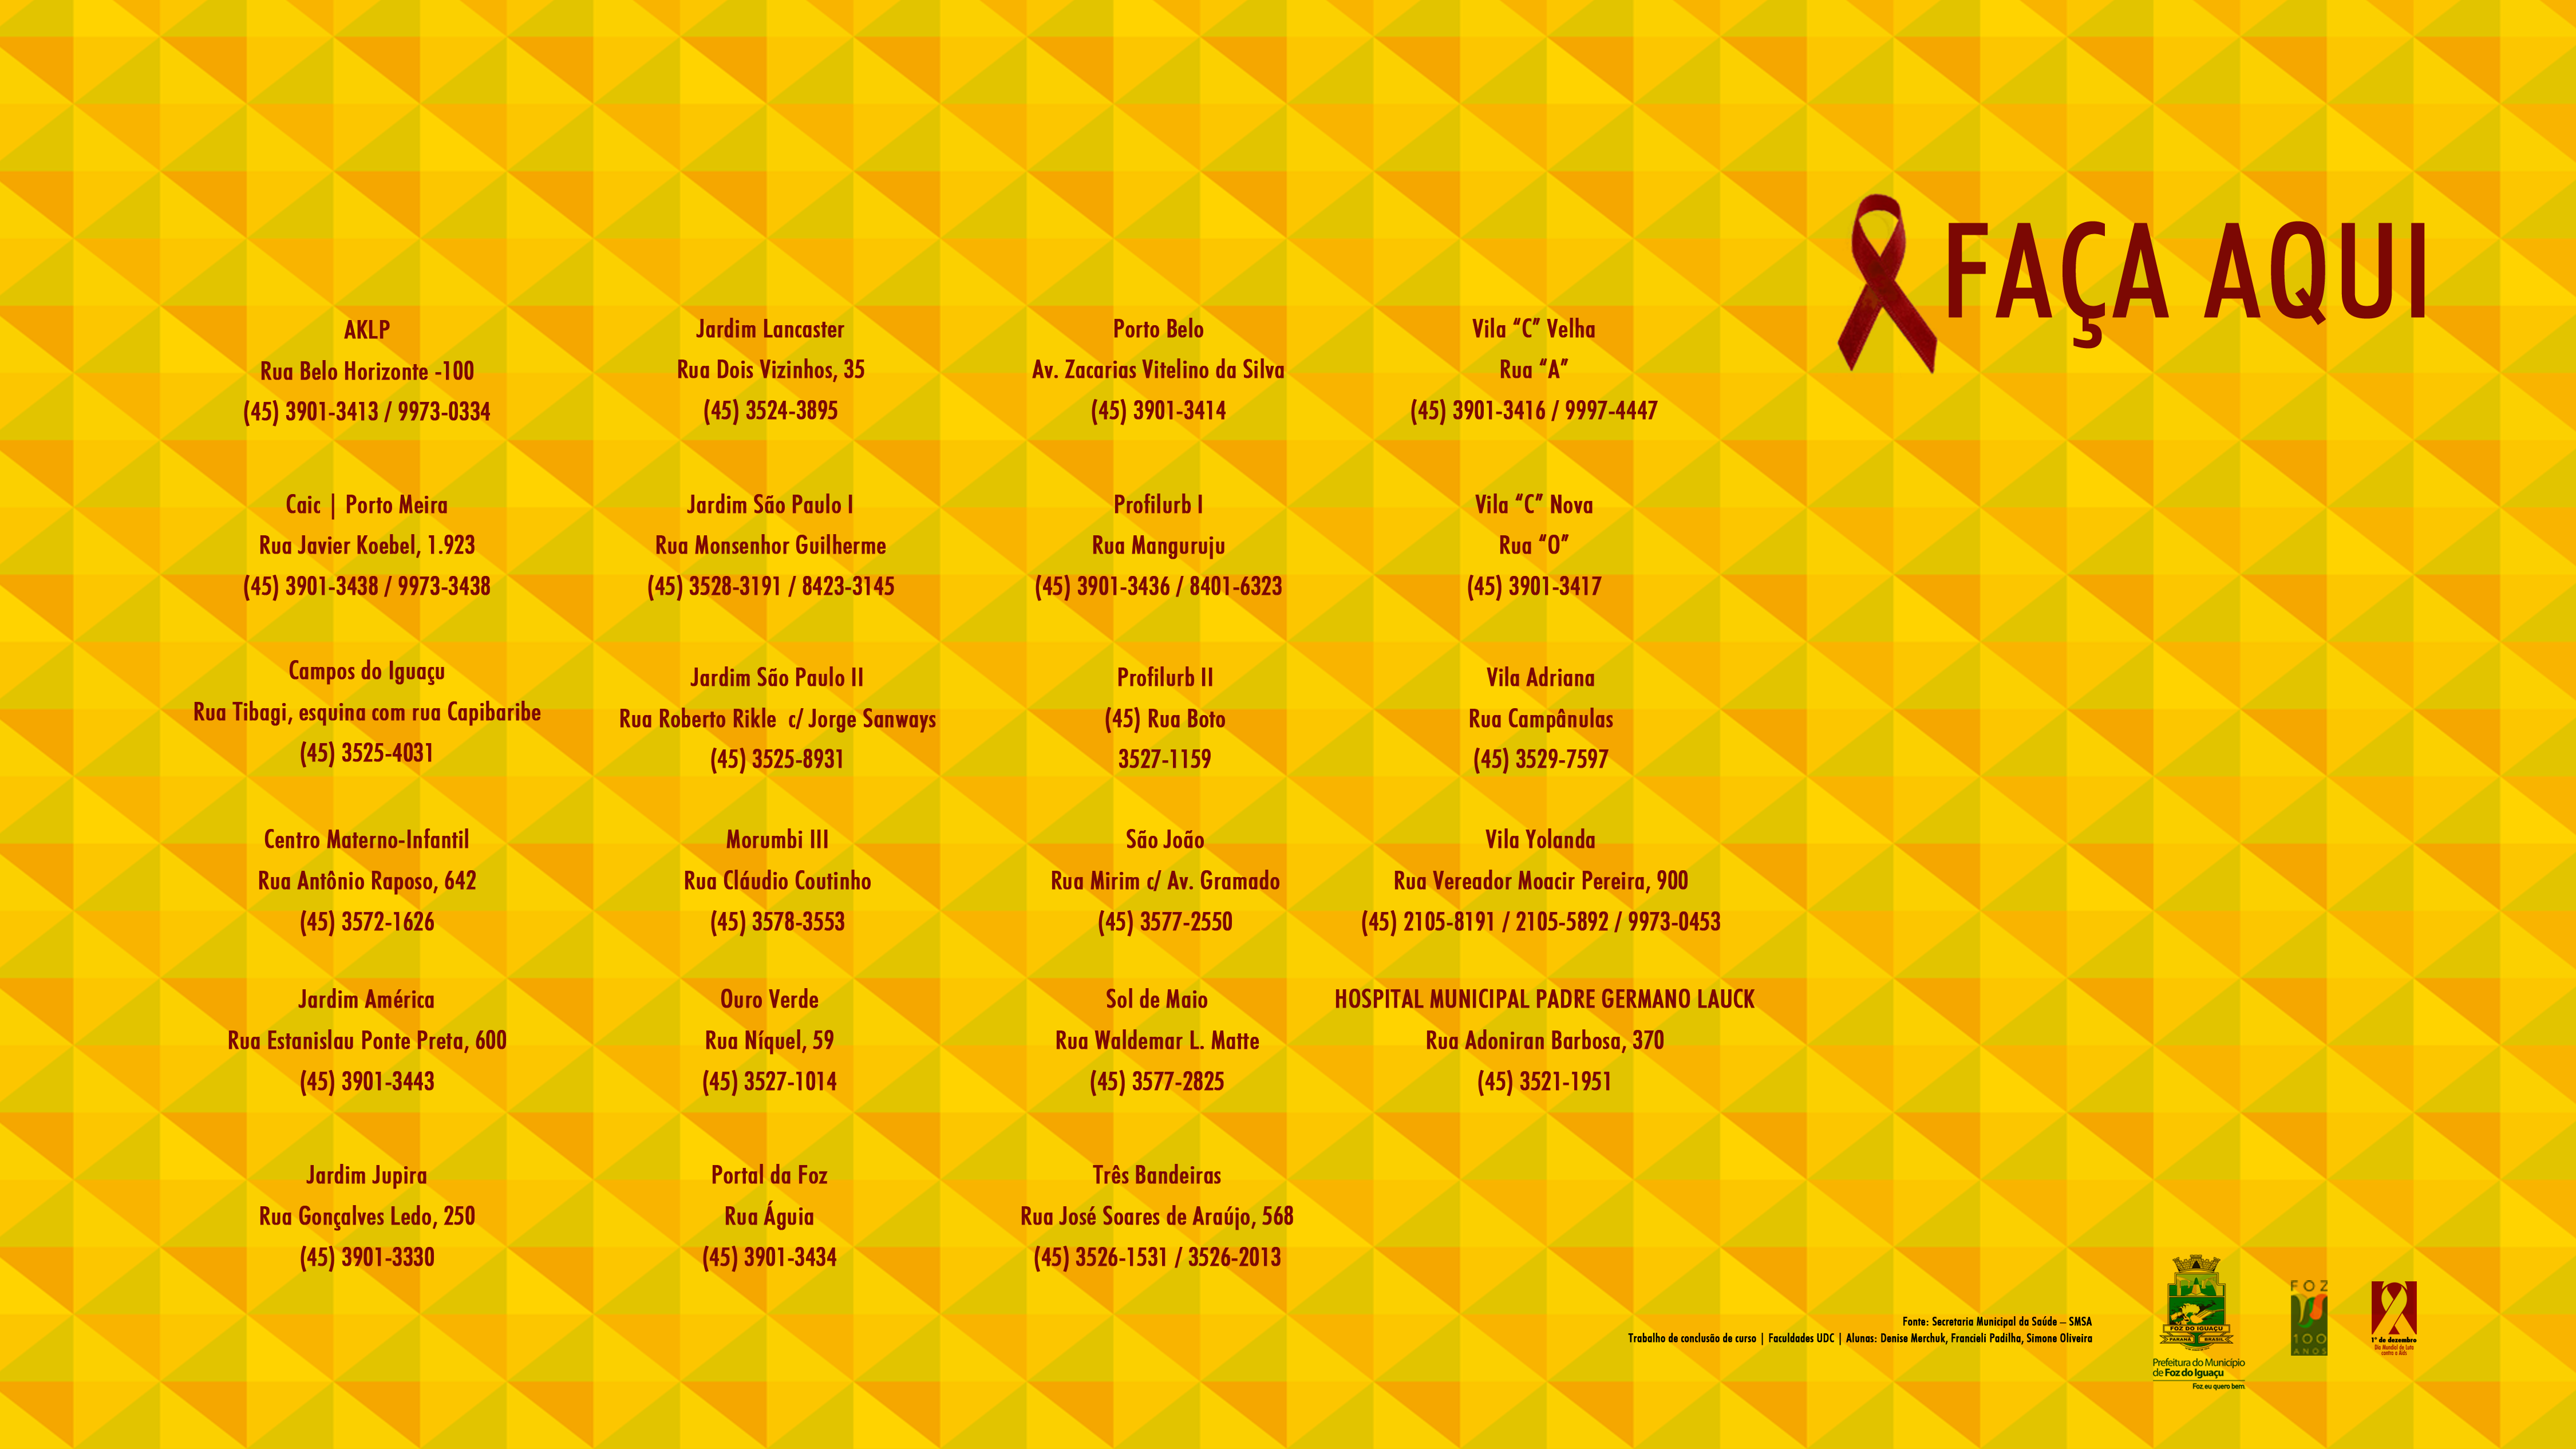 FAÇA AQUI
AKLP
Rua Belo Horizonte -100
(45) 3901-3413 / 9973-0334
Caic | Porto Meira
Rua Javier Koebel, 1.923
(45) 3901-3438 / 9973-3438
Campos do Iguaçu
Rua Tibagi, esquina com rua Capibaribe
(45) 3525-4031
Centro Materno-Infantil
Rua Antônio Raposo, 642
(45) 3572-1626
Jardim América
Rua Estanislau Ponte Preta, 600
(45) 3901-3443
Jardim Jupira
Rua Gonçalves Ledo, 250
(45) 3901-3330
Jardim Lancaster
Rua Dois Vizinhos, 35
(45) 3524-3895
Jardim São Paulo I
Rua Monsenhor Guilherme
(45) 3528-3191 / 8423-3145
Jardim São Paulo II
Rua Roberto Rikle c/ Jorge Sanways
(45) 3525-8931
Morumbi III
Rua Cláudio Coutinho
(45) 3578-3553
Ouro Verde
Rua Níquel, 59
(45) 3527-1014
Portal da Foz
Rua Águia
(45) 3901-3434
Porto Belo
Av. Zacarias Vitelino da Silva
(45) 3901-3414
Profilurb I
Rua Manguruju
(45) 3901-3436 / 8401-6323
Profilurb II
(45) Rua Boto
3527-1159
São João
Rua Mirim c/ Av. Gramado
(45) 3577-2550
Sol de Maio
Rua Waldemar L. Matte
(45) 3577-2825
Três Bandeiras
Rua José Soares de Araújo, 568
(45) 3526-1531 / 3526-2013
Vila “C” Velha
Rua “A”
(45) 3901-3416 / 9997-4447
Vila “C” Nova
Rua “O”
(45) 3901-3417
Vila Adriana
Rua Campânulas
(45) 3529-7597
Vila Yolanda
Rua Vereador Moacir Pereira, 900
(45) 2105-8191 / 2105-5892 / 9973-0453
HOSPITAL MUNICIPAL PADRE GERMANO LAUCK
Rua Adoniran Barbosa, 370
(45) 3521-1951
Fonte: Secretaria Municipal da Saúde – SMSA
Trabalho de conclusão de curso | Faculdades UDC | Alunas: Denise Merchuk, Francieli Padilha, Simone Oliveira
FOZ DO IGUAÇU
PARANÁ BRASIL
Prefeitura do Município
de Foz do Iguaçu
Foz. eu quero bem.
FOZ
100
ANOS
1º de dezembro
Dia Mundial de Luta
contra a Aids